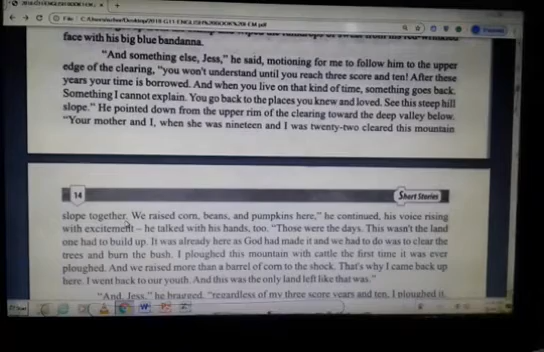 face with his big blue bandanna.
"And something else, Jess," he said, motioning for me to follow him to the upper
edge of the clearing, "you won't understand until you reach three score and ten! After these
years your time is borrowed. And when you live on that kind of time, something goes back.
Something I cannot explain. You go back to the places you knew and loved. See this steep hill
slope." He pointed down from the upper rim of the clearing toward the deep valley below.
"Your mother and I, when she was nineteen and I was twenty-two cleared this mountain
14
Short Stories
slope together. We raised corn, beans, and pumpkins here," he continued, his voice rising
with excitement – he talked with his hands, too. "Those were the days. This wasn't the land
one had to build up. It was already here as God had made it and we had to do was to clear the
trees and burn the bush. I ploughed this mountain with cattle the first time it was ever
ploughed. And we raised more than a barrel of corn to the shock. That's why I came back up
here. I went back to our youth. And this was the only land left like that was."
"And, Jess," he bragged, "regardless of my three score years and ten, I ploughed it.